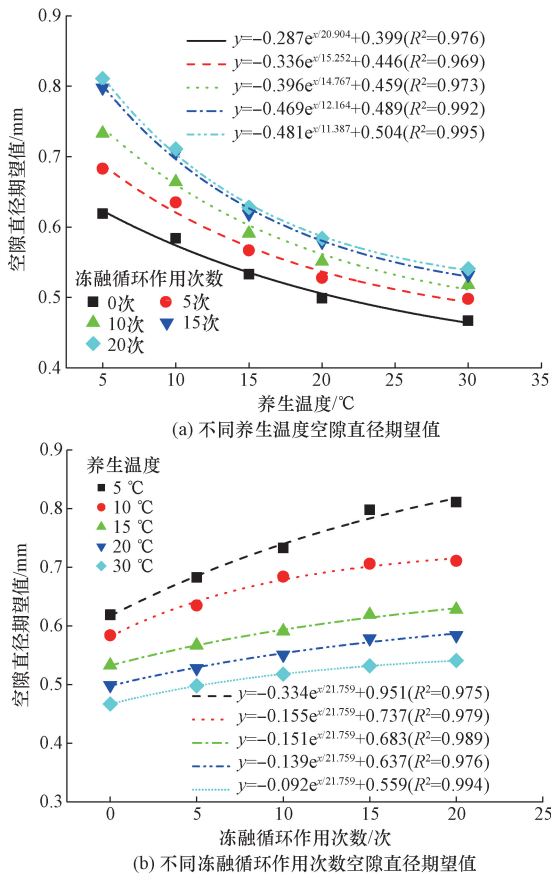 0.9
0.8
0.7
0.6
0.5
0.4
空隙直径期望值/mm
y=−0.287e^{x/20.904}+0.399(R²=0.976)
y=−0.336e^{x/15.252}+0.446(R²=0.969)
y=−0.396e^{x/14.767}+0.459(R²=0.973)
y=−0.469e^{x/12.164}+0.489(R²=0.992)
y=−0.481e^{x/11.387}+0.504(R²=0.995)
冻融循环作用次数
0次 5次
10次 15次
20次
5 10 15 20 25 30 35
养生温度/℃
(a) 不同养生温度空隙直径期望值
0.9
0.8
0.7
0.6
0.5
0.4
0.3
空隙直径期望值/mm
养生温度
5 ℃
10 ℃
15 ℃
20 ℃
30 ℃
y=−0.334e^{x/21.759}+0.951(R²=0.975)
y=−0.155e^{x/21.759}+0.737(R²=0.979)
y=−0.151e^{x/21.759}+0.683(R²=0.989)
y=−0.139e^{x/21.759}+0.637(R²=0.976)
y=−0.092e^{x/21.759}+0.559(R²=0.994)
0 5 10 15 20 25
冻融循环作用次数/次
(b) 不同冻融循环作用次数空隙直径期望值